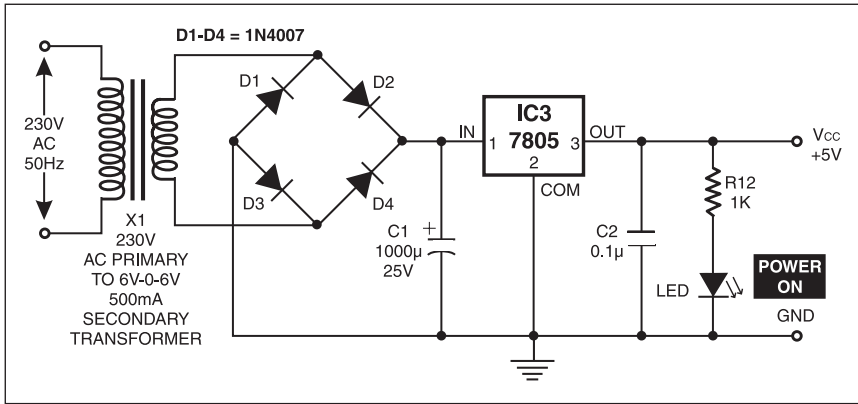 D1-D4 = 1N4007
D1
D2
D3
D4
230V
AC
50Hz
X1
230V
AC PRIMARY
TO 6V-0-6V
500mA
SECONDARY
TRANSFORMER
IN
1
IC3
7805
2
3
OUT
COM
C1
+
1000µ
25V
C2
0.1µ
R12
1K
LED
POWER
ON
VCC
+5V
GND